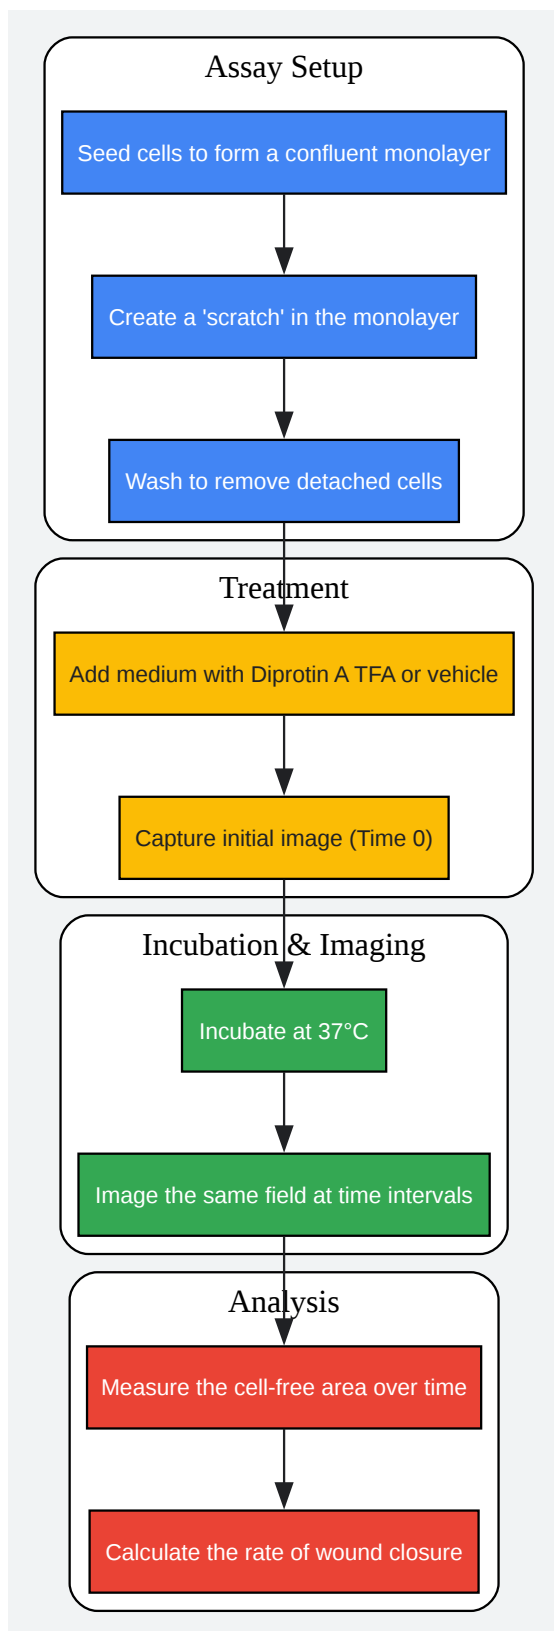 Assay Setup
Seed cells to form a confluent monolayer
Create a 'scratch' in the monolayer
Wash to remove detached cells
Treatment
Add medium with Diprotin A TFA or vehicle
Capture initial image (Time 0)
Incubation & Imaging
Incubate at 37°C
Image the same field at time intervals
Analysis
Measure the cell-free area over time
Calculate the rate of wound closure